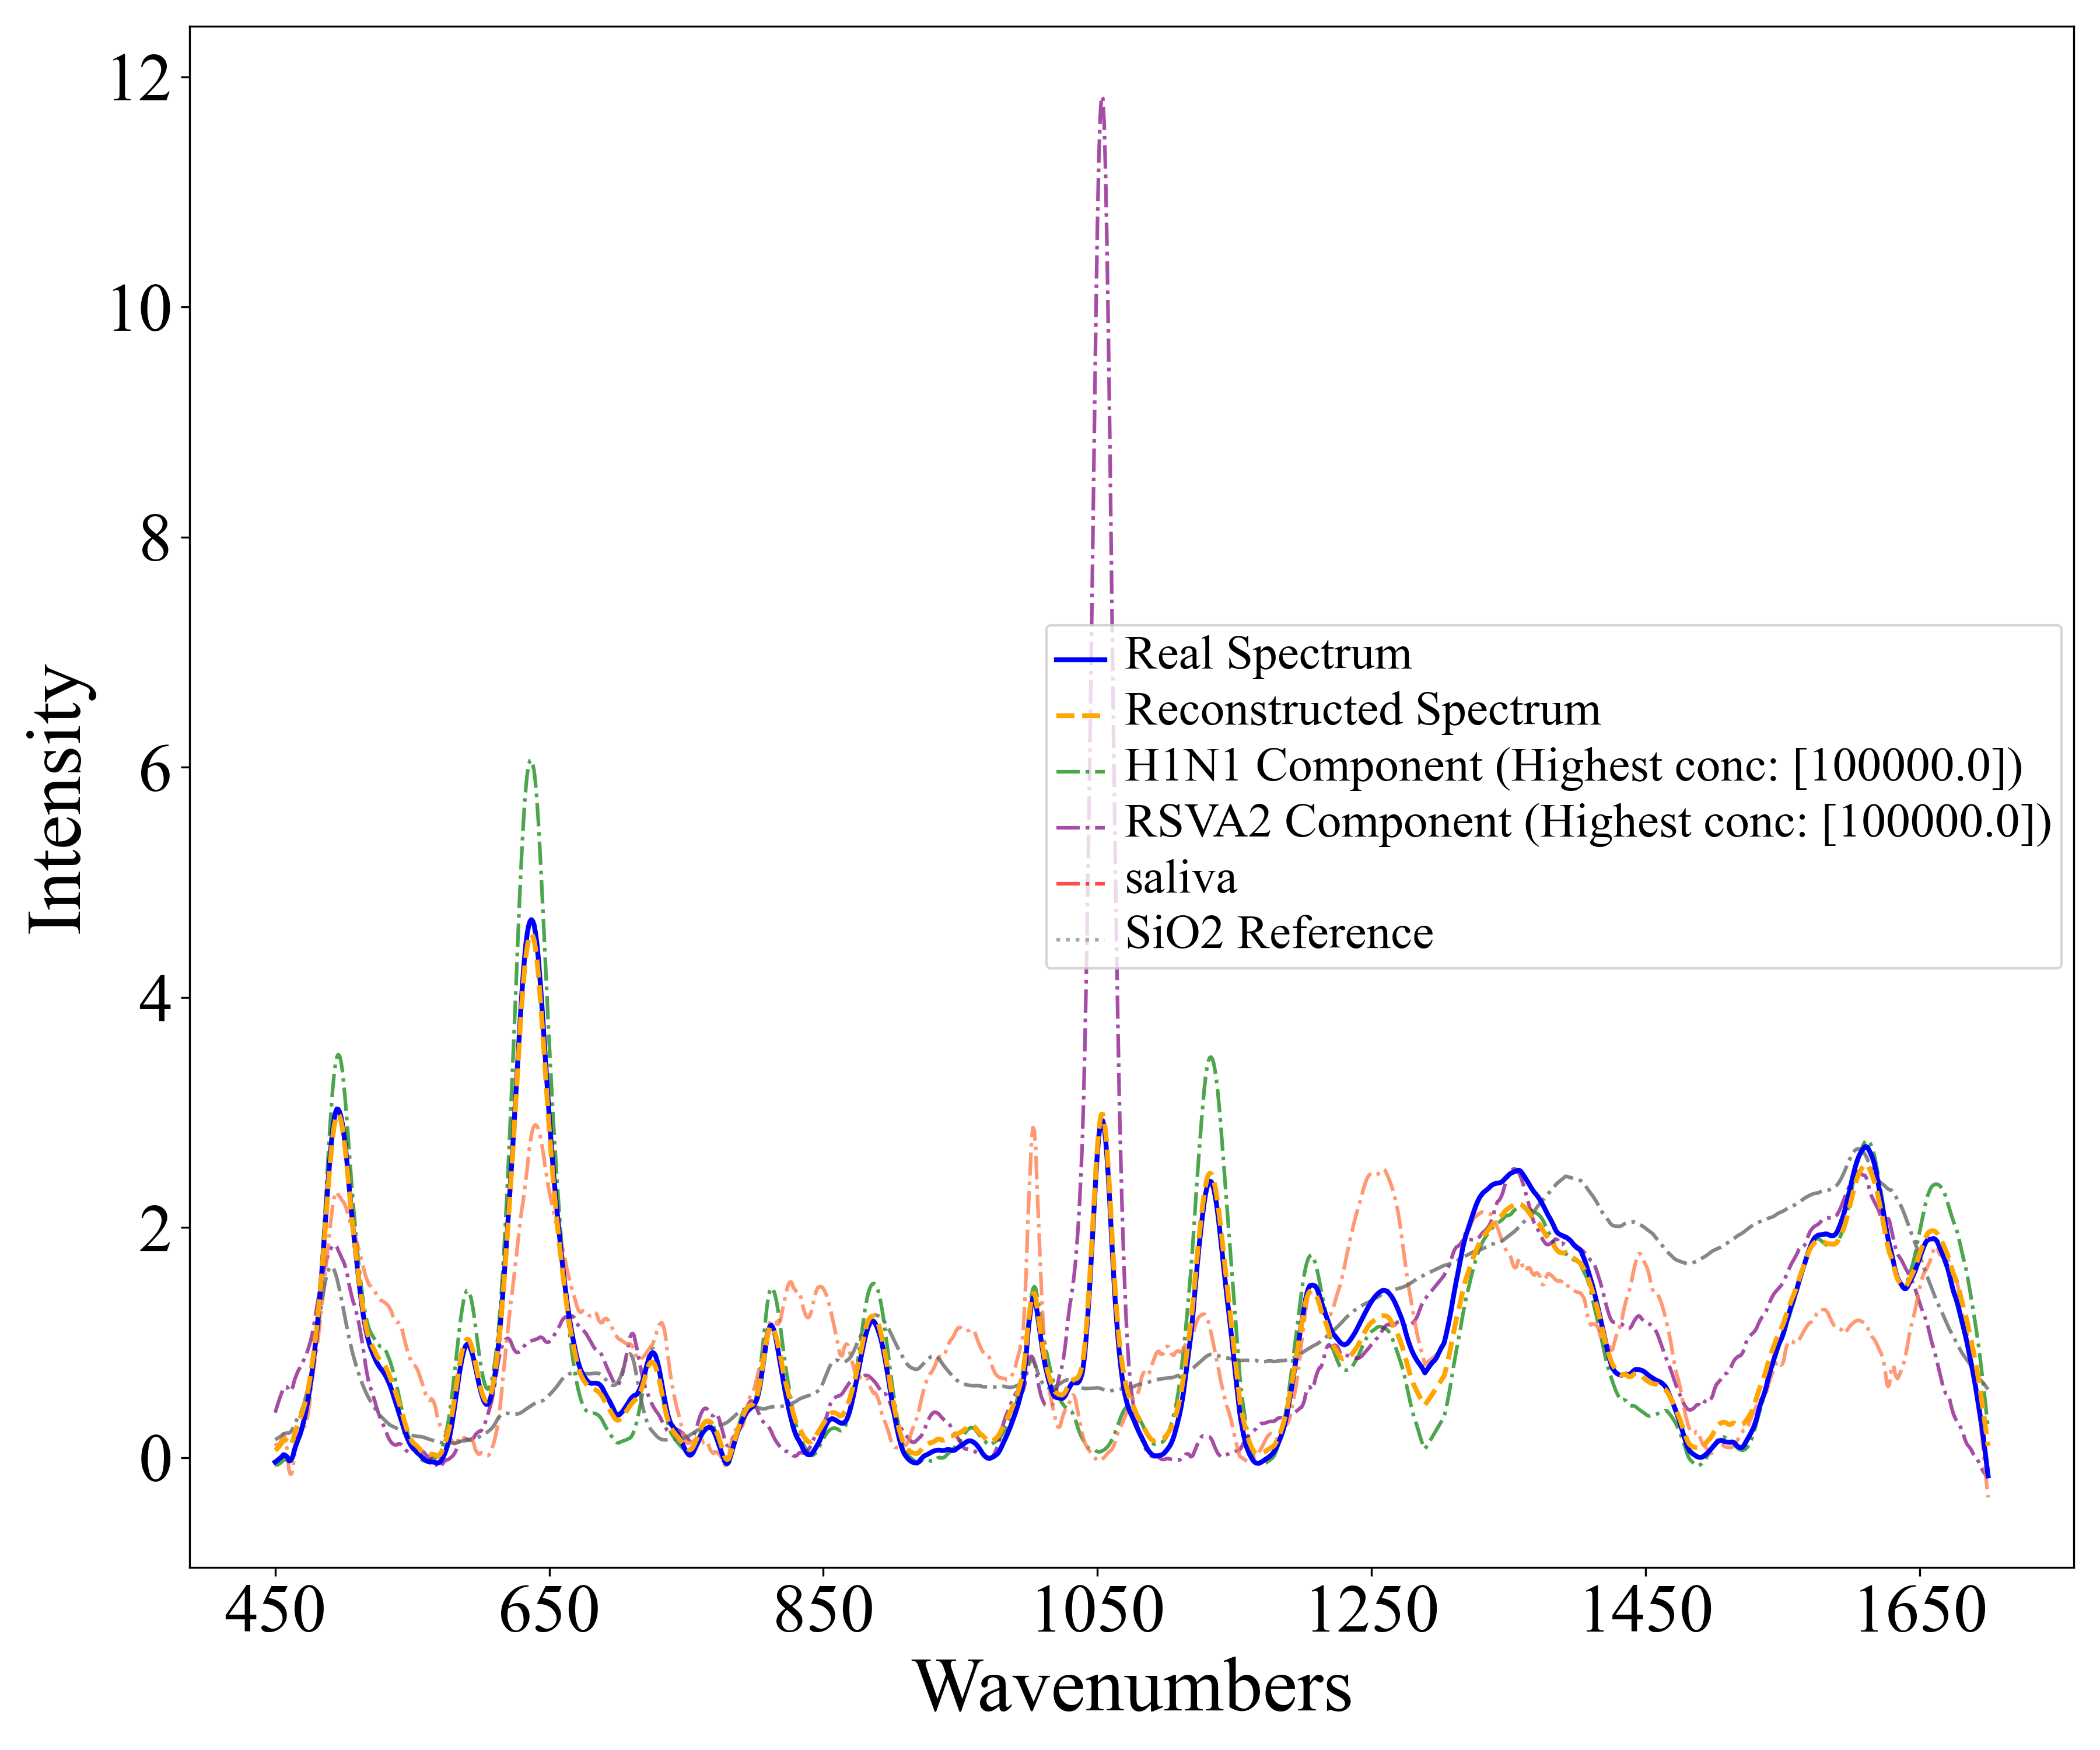 12
10
8
6
4
2
0
Intensity
Real Spectrum
Reconstructed Spectrum
H1N1 Component (Highest conc: [100000.0])
RSVA2 Component (Highest conc: [100000.0])
saliva
SiO2 Reference
450 650 850 1050 1250 1450 1650
Wavenumbers